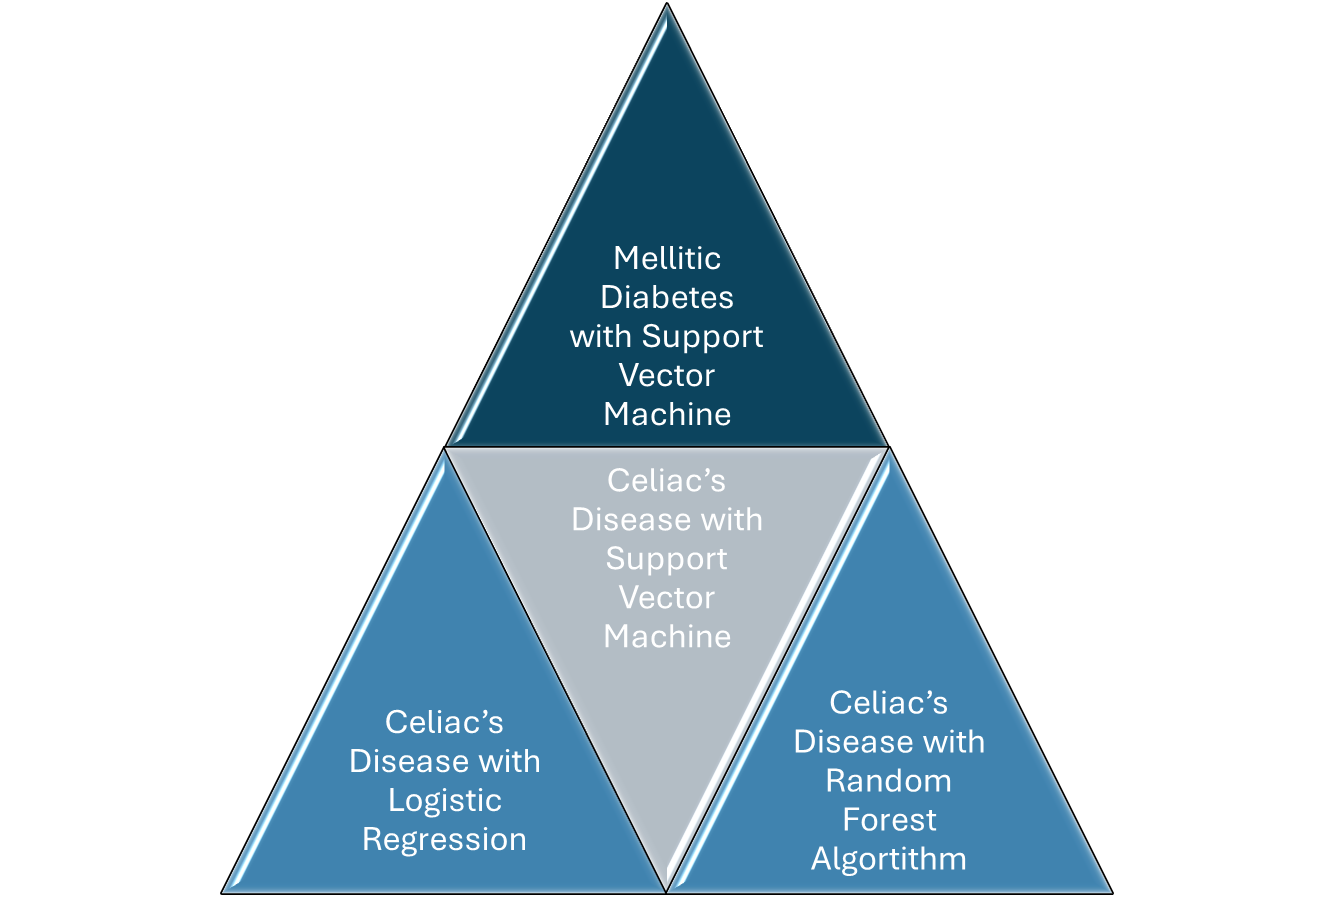 Mellitic
Diabetes
with Support
Vector
Machine
Celiac’s
Disease with
Support
Vector
Machine
Celiac’s
Disease with
Logistic
Regression
Celiac’s
Disease with
Random
Forest
Algortithm